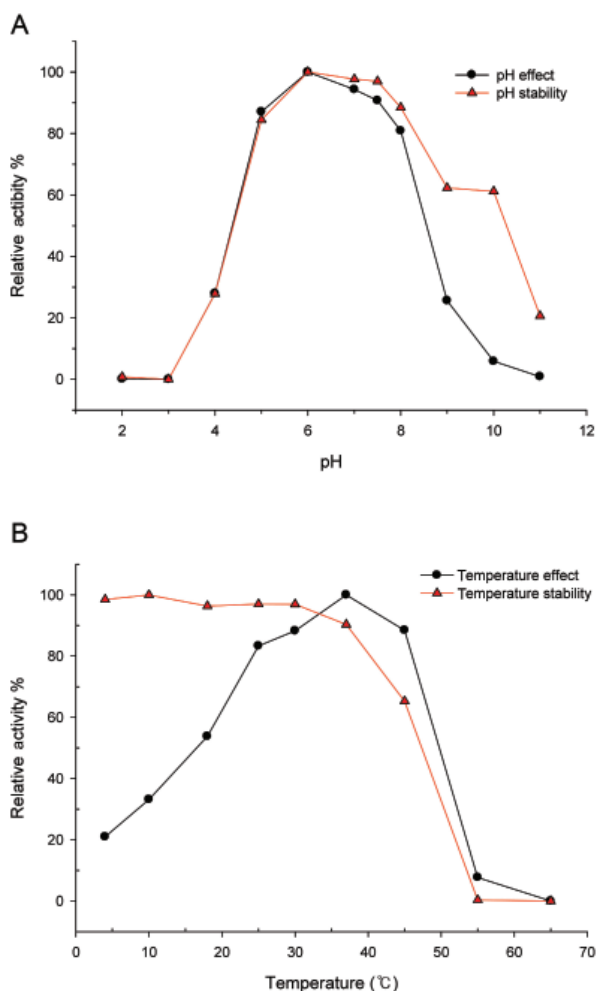 A
pH effect
pH stability
Relative actibity %
100
80
60
40
20
0
2 4 6 8 10 12
pH
B
Temperature effect
Temperature stability
Relative activity %
100
80
60
40
20
0
0 10 20 30 40 50 60 70
Temperature (℃)